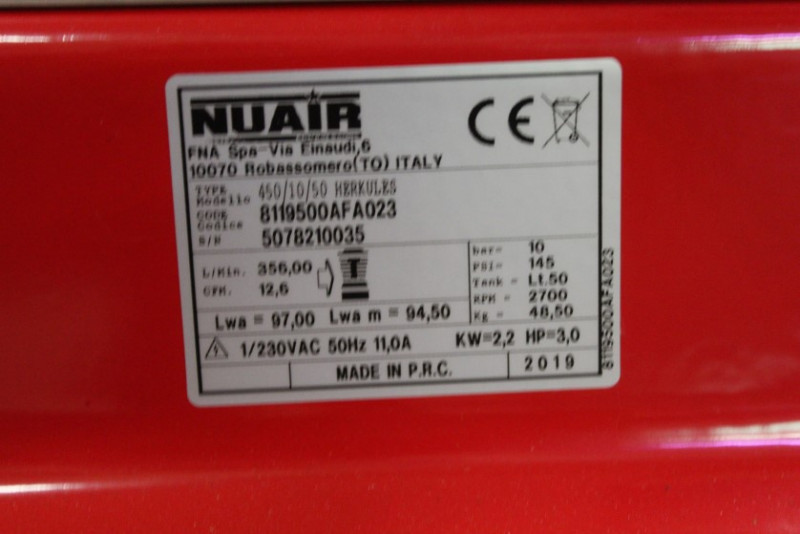 NUAIR
FNA Spa-Via Einaudi,6
10070 Robassomero(TO) ITALY
TYPE
Modello 450/10/50 HERKULES
CODE
Codice 8119500AFA023
S/N 5078210035
L/Min. 356,00
CFM. 12,6
T
bar= 10
PSI= 145
Tank = Lt.50
RPM = 2700
Kg = 48,50
Lwa = 97,00 Lwa m = 94,50
1/230VAC 50Hz 11,0A KW=2,2 HP=3,0
MADE IN P.R.C. 2019
8119500AFA023
CE